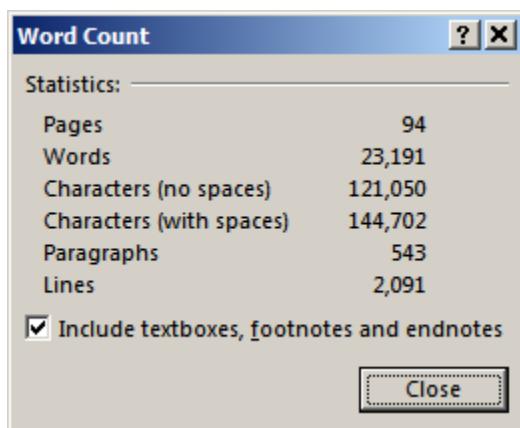 Word Count
Statistics:
Pages 94
Words 23,191
Characters (no spaces) 121,050
Characters (with spaces) 144,702
Paragraphs 543
Lines 2,091
Include textboxes, footnotes and endnotes
Close